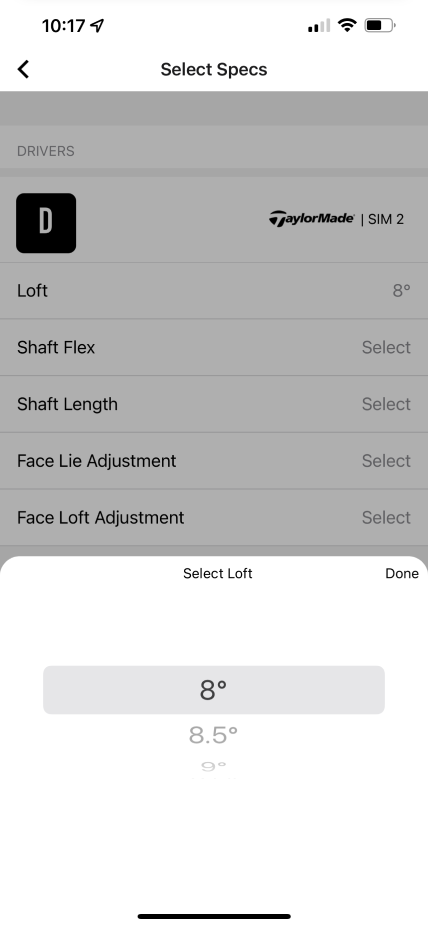 10:17
Select Specs
DRIVERS
D
TaylorMade | SIM 2
Loft 8°
Shaft Flex Select
Shaft Length Select
Face Lie Adjustment Select
Face Loft Adjustment Select
Select Loft Done
8°
8.5°
9°